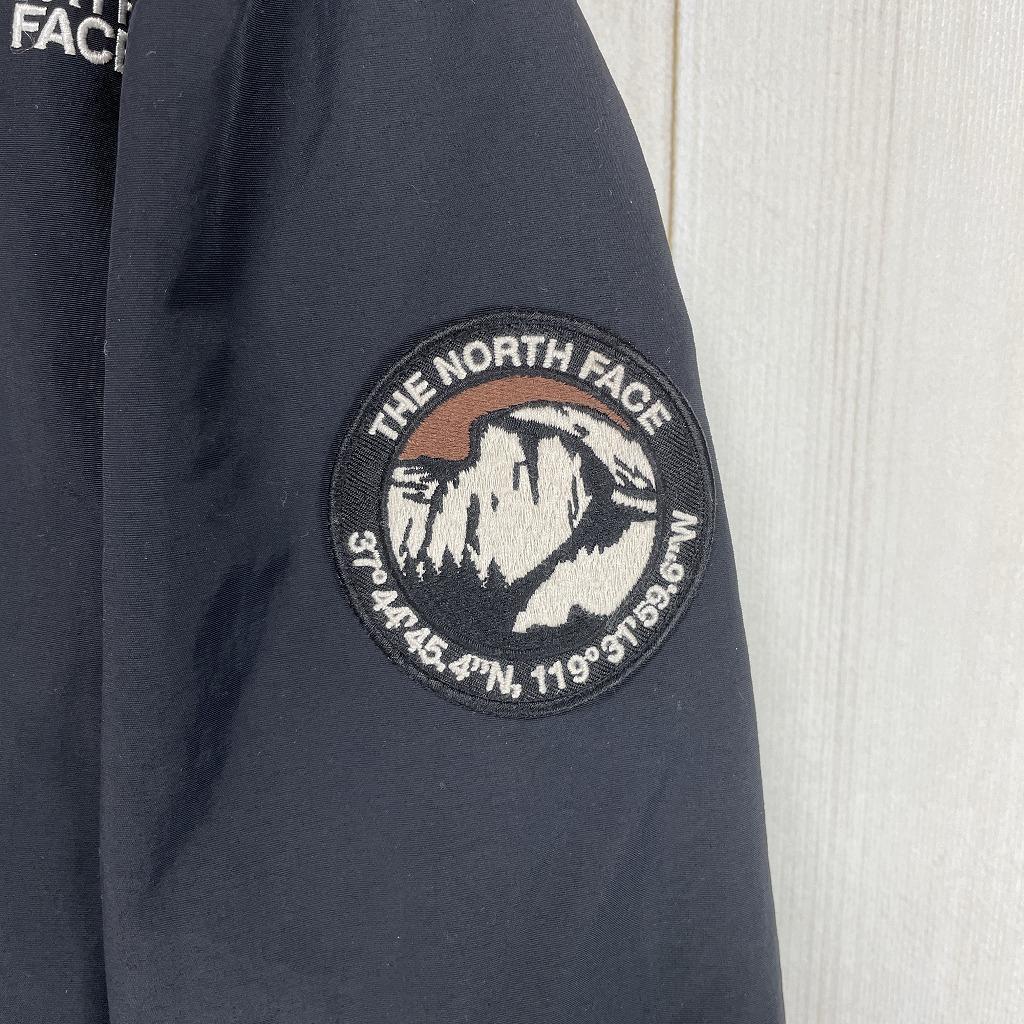 FACE
THE NORTH FACE
37°44'45.4"N, 119°31'59.6"W